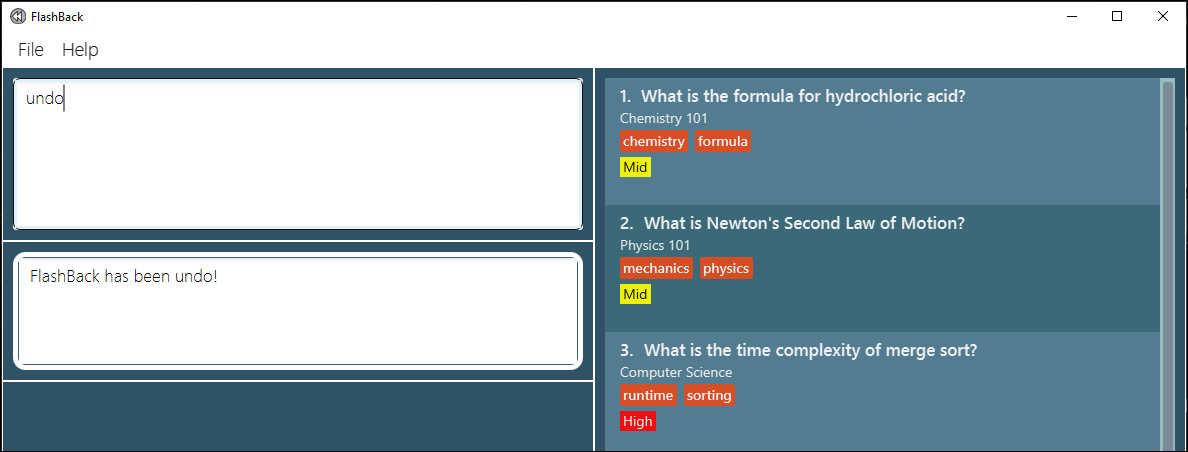 FlashBack
File Help
undo
FlashBack has been undo!
1. What is the formula for hydrochloric acid?
Chemistry 101
chemistry formula
Mid
2. What is Newton's Second Law of Motion?
Physics 101
mechanics physics
Mid
3. What is the time complexity of merge sort?
Computer Science
runtime sorting
High